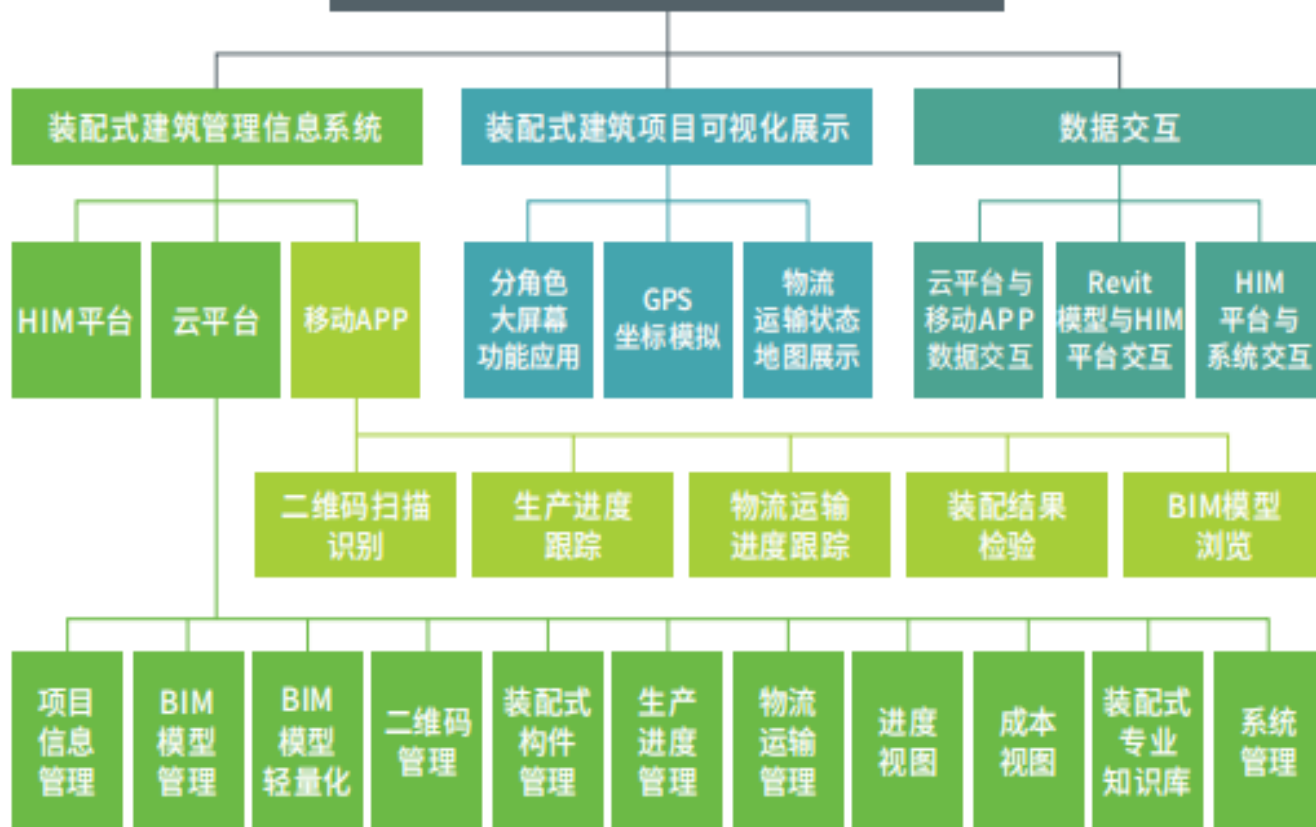 装配式建筑管理信息系统
装配式建筑项目可视化展示
数据交互
HIM平台
云平台
移动APP
分角色
大屏幕
功能应用
GPS
坐标模拟
物流
运输状态
地图展示
云平台与
移动APP
数据交互
Revit
模型与HIM
平台交互
HIM
平台与
系统交互
二维码扫描
识别
生产进度
跟踪
物流运输
进度跟踪
装配结果
检验
BIM模型
浏览
项目
信息
管理
BIM
模型
管理
BIM
模型
轻量化
二维码
管理
装配式
构件
管理
生产
进度
管理
物流
运输
管理
进度
视图
成本
视图
装配式
专业
知识库
系统
管理